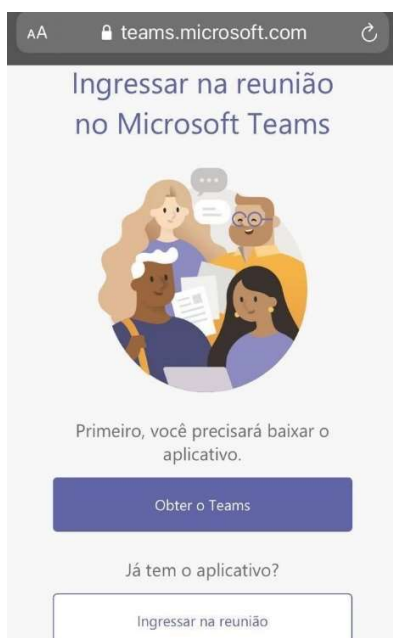 AA teams.microsoft.com
Ingressar na reunião
no Microsoft Teams
Primeiro, você precisará baixar o
aplicativo.
Obter o Teams
Já tem o aplicativo?
Ingressar na reunião